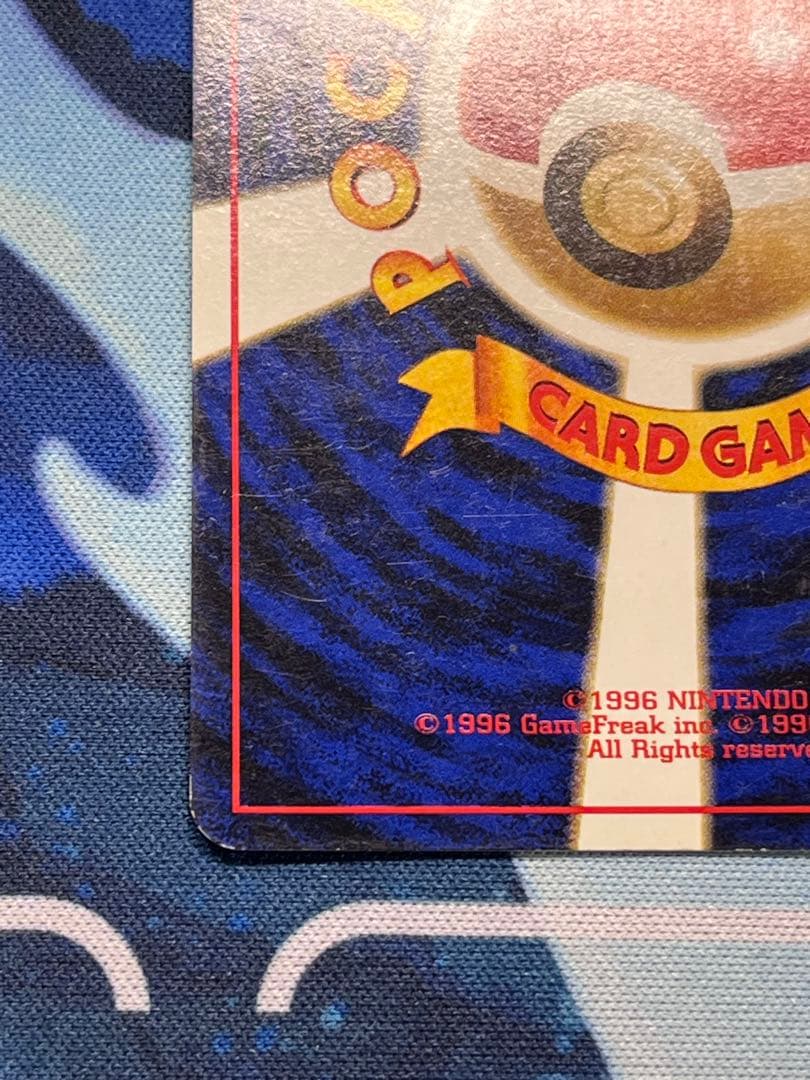 POC
CARD GAM
©1996 NINTENDO
©1996 GameFreak inc. ©199
All Rights reserve